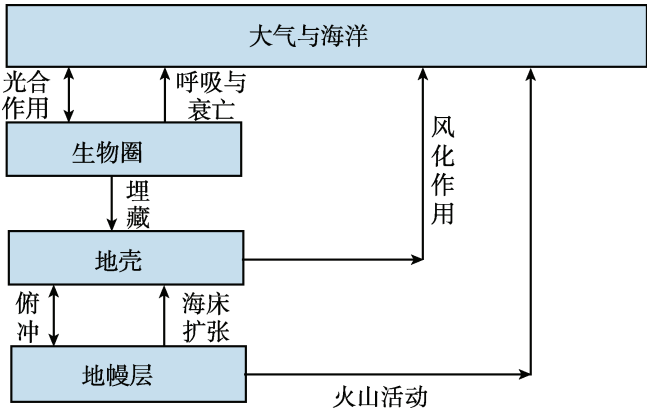 大气与海洋
光合
作用
呼吸与
衰亡
生物圈
风
化
作
用
埋
藏
地壳
俯
冲
海床
扩张
地幔层
火山活动